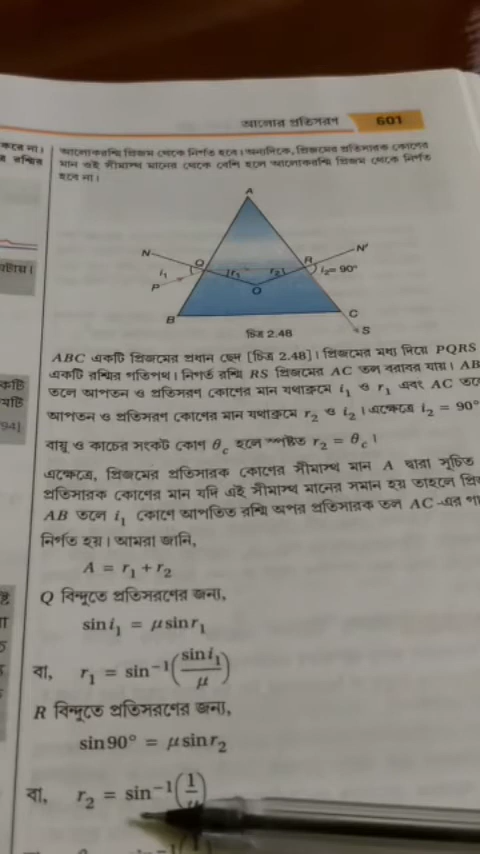 আলোর প্রতিসরণ 601
করে না।
র রশ্মির
আলোকরশ্মি প্রিজম থেকে নির্গত হবে। অন্যদিকে, প্রিজমের প্রতিসারক কোণের
মান ওই সীমাস্থ মানের থেকে বেশি হলে আলোকরশ্মি প্রিজম থেকে নির্গত
হবে না।
A
N Q R N'
i₁ r₁ r₂ i₂= 90°
P O
B C
S
চিত্র 2.48
ABC একটি প্রিজমের প্রধান ছেদ [চিত্র 2.48]। প্রিজমের মধ্য দিয়ে PQRS
একটি রশ্মির গতিপথ। নির্গত রশ্মি RS প্রিজমের AC তল বরাবর যায়। AB
তলে আপতন ও প্রতিসরণ কোণের মান যথাক্রমে i₁ ও r₁ এবং AC তলে
আপতন ও প্রতিসরণ কোণের মান যথাক্রমে r₂ ও i₂। এক্ষেত্রে i₂ = 90°
94]
বায়ু ও কাচের সংকট কোণ θc হলে স্পষ্টত r₂ = θc।
এক্ষেত্রে, প্রিজমের প্রতিসারক কোণের সীমাস্থ মান A দ্বারা সূচিত
প্রতিসারক কোণের মান যদি এই সীমাস্থ মানের সমান হয় তাহলে
AB তলে i₁ কোণে আপতিত রশ্মি অপর প্রতিসারক তল AC-এর গা
নির্গত হয়। আমরা জানি,
A = r₁ + r₂
Q বিন্দুতে প্রতিসরণের জন্য,
sin i₁ = μ sin r₁
বা, r₁ = sin⁻¹(sin i₁/μ)
R বিন্দুতে প্রতিসরণের জন্য,
sin 90° = μ sin r₂
বা, r₂ = sin⁻¹(1/μ)